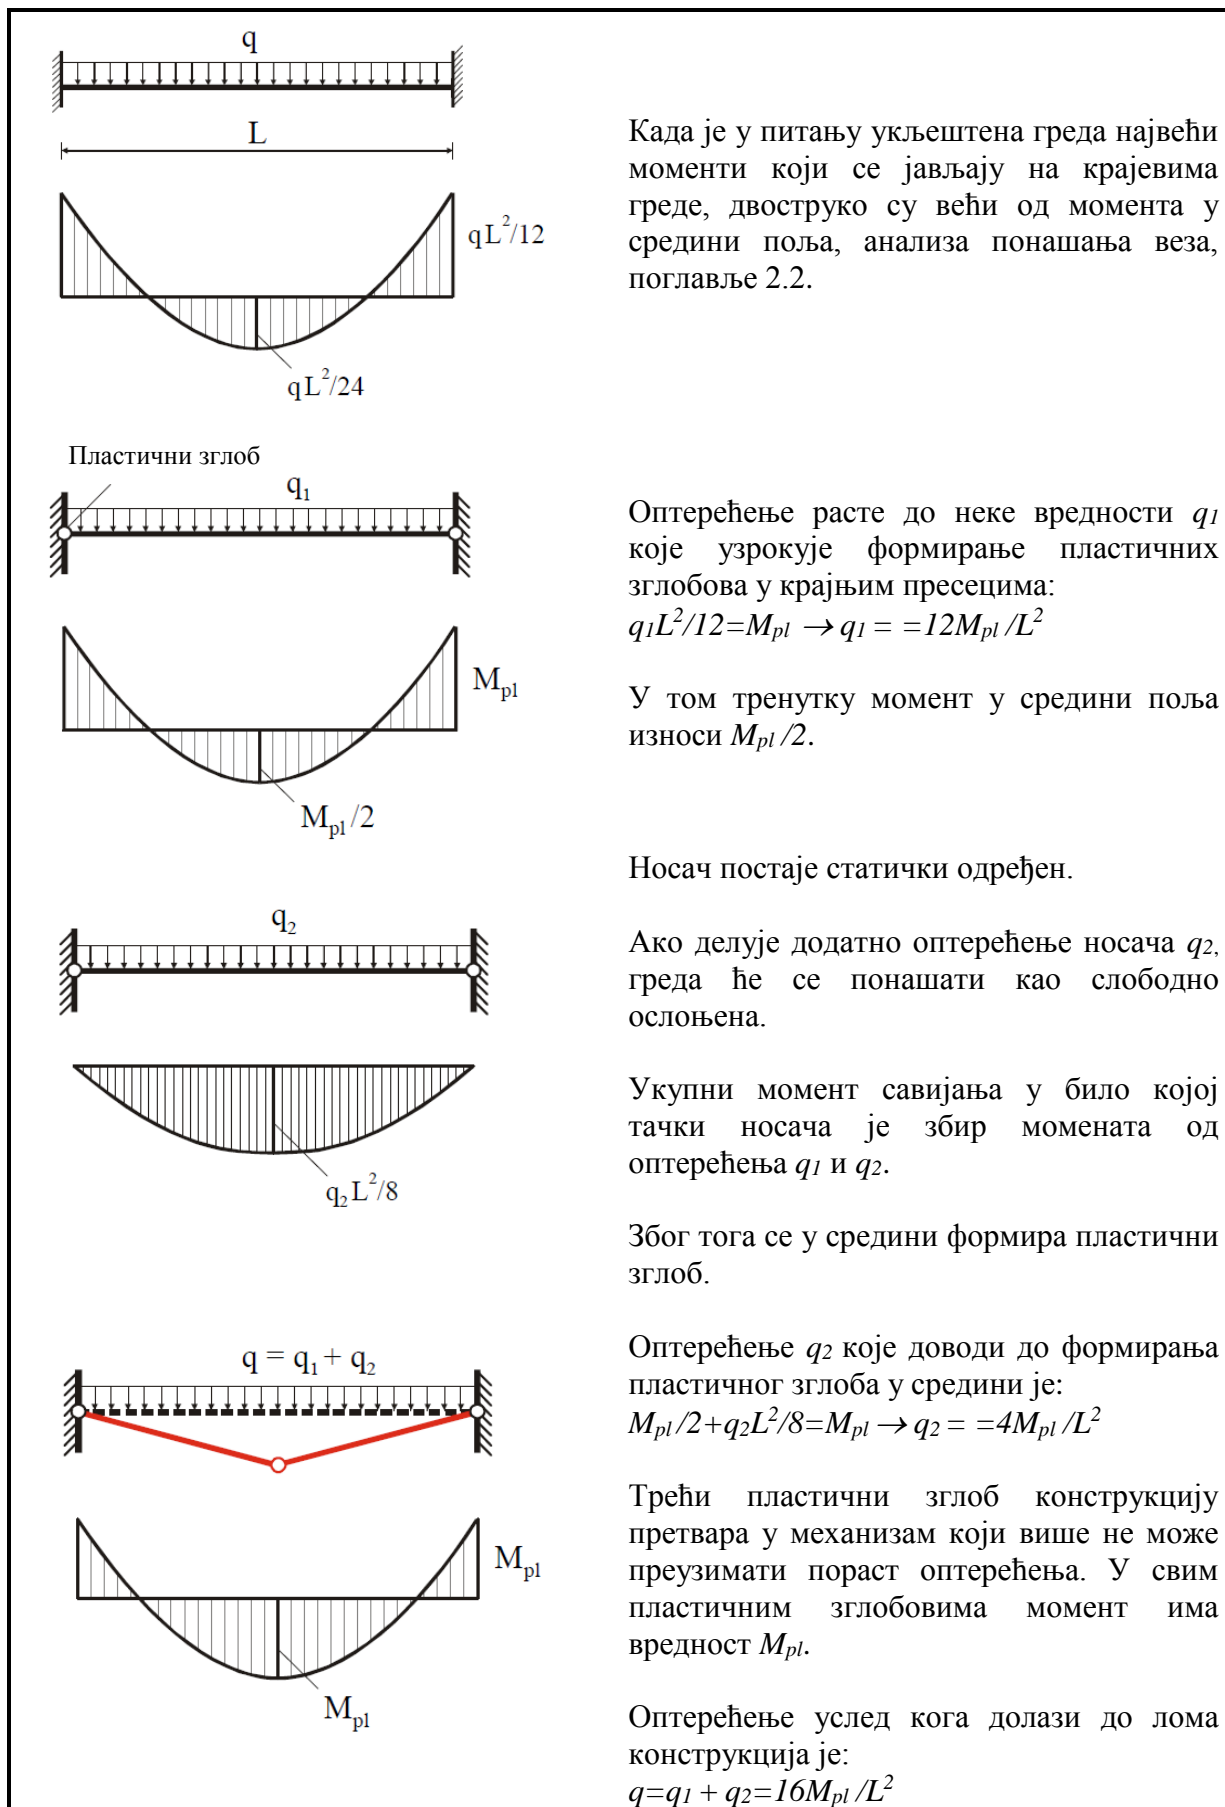 q
L
qL²/12
qL²/24
Када је у питању укљештена греда највећи
моменти који се јављају на крајевима
греде, двоструко су већи од момента у
средини поља, анализа понашања веза,
поглавље 2.2.
Пластични зглоб
q₁
Mpl
Mpl/2
Оптерећење расте до неке вредности q1
које узрокује формирање пластичних
зглобова у крајњим пресецима:
q1L²/12=Mpl → q1 = =12Mpl /L²
У том тренутку момент у средини поља
износи Mpl /2.
Носач постаје статички одређен.
q₂
q₂L²/8
Ако делује додатно оптерећење носача q2,
греда ће се понашати као слободно
ослоњена.
Укупни момент савијања у било којој
тачки носача је збир момената од
оптерећења q1 и q2.
Због тога се у средини формира пластични
зглоб.
q = q₁ + q₂
Mpl
Mpl
Оптерећење q2 које доводи до формирања
пластичног зглоба у средини је:
Mpl /2+q2L²/8=Mpl → q2 = =4Mpl /L²
Трећи пластични зглоб конструкцију
претвара у механизам који више не може
преузимати пораст оптерећења. У свим
пластичним зглобовима момент има
вредност Mpl.
Оптерећење услед кога долази до лома
конструкција је:
q=q1 + q2=16Mpl /L²